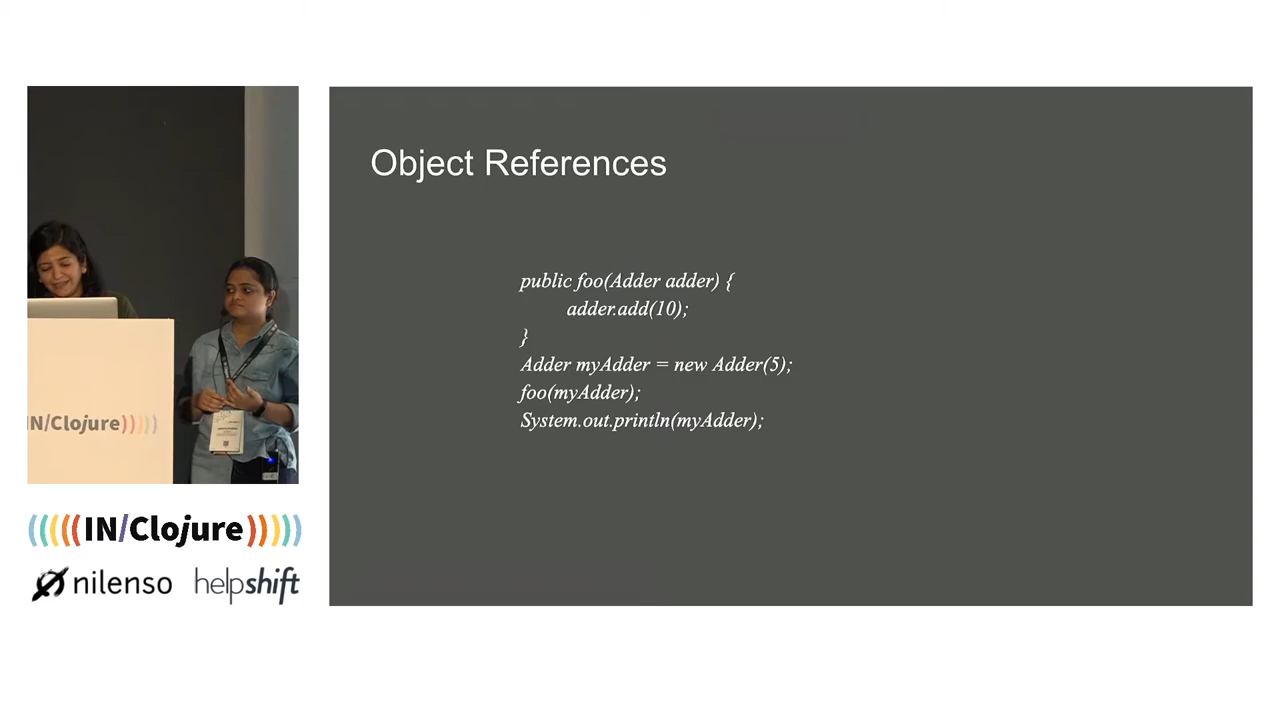 Object References
public foo(Adder adder) {
adder.add(10);
}
Adder myAdder = new Adder(5);
foo(myAdder);
System.out.println(myAdder);
IN/Clojure))))
((((( IN/Clojure)))))
nilenso helpshift